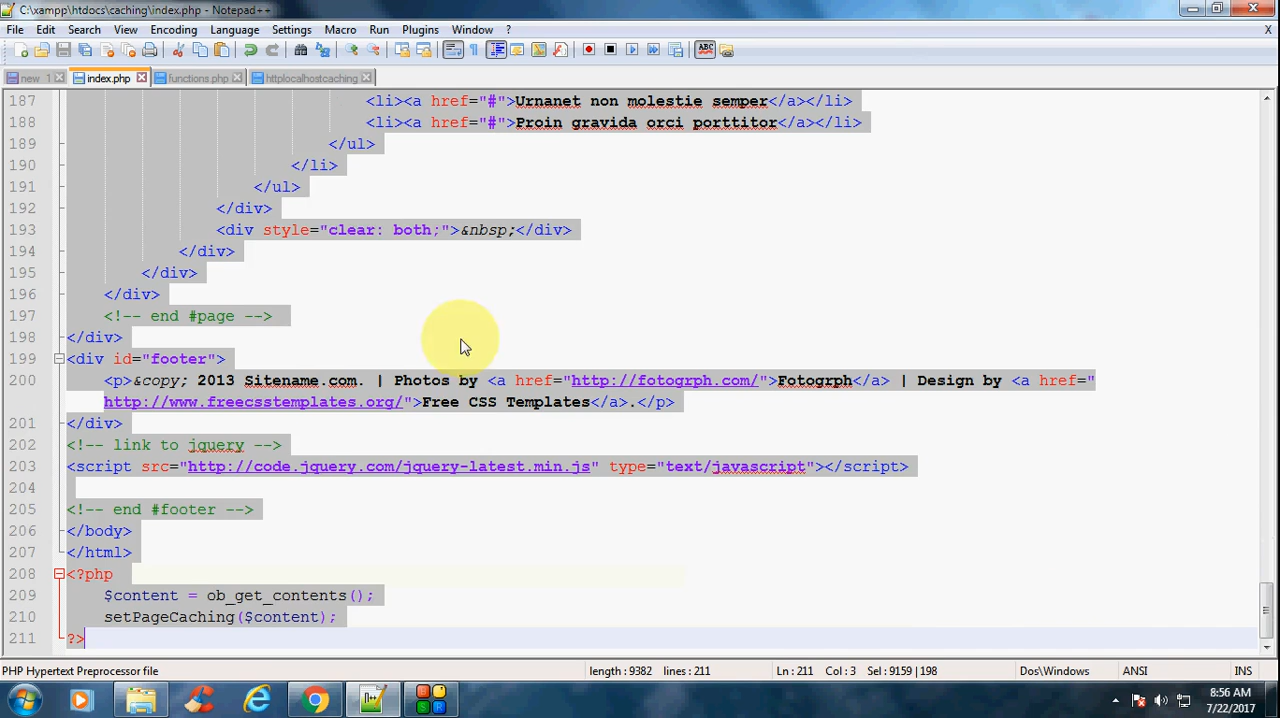 C:\xampp\htdocs\caching\index.php - Notepad++
File Edit Search View Encoding Language Settings Macro Run Plugins Window ? X
ABC
new 1 index.php functions.php httplocalhostcaching
187 <li><a href="#">Urnanet non molestie semper</a></li>
188 <li><a href="#">Proin gravida orci porttitor</a></li>
189 </ul>
190 </li>
191 </ul>
192 </div>
193 <div style="clear: both;">&nbsp;</div>
194 </div>
195 </div>
196 </div>
197 <!-- end #page -->
198 </div>
199 <div id="footer">
200 <p>&copy; 2013 Sitename.com. | Photos by <a href="http://fotogrph.com/">Fotogrph</a> | Design by <a href="
http://www.freecsstemplates.org/">Free CSS Templates</a>.</p>
201 </div>
202 <!-- link to jquery -->
203 <script src="http://code.jquery.com/jquery-latest.min.js" type="text/javascript"></script>
204
205 <!-- end #footer -->
206 </body>
207 </html>
208 <?php
209 $content = ob_get_contents();
210 setPageCaching($content);
211 ?>
PHP Hypertext Preprocessor file length : 9382 lines : 211 Ln : 211 Col : 3 Sel : 9159 | 198 Dos\Windows ANSI INS
8:56 AM
7/22/2017